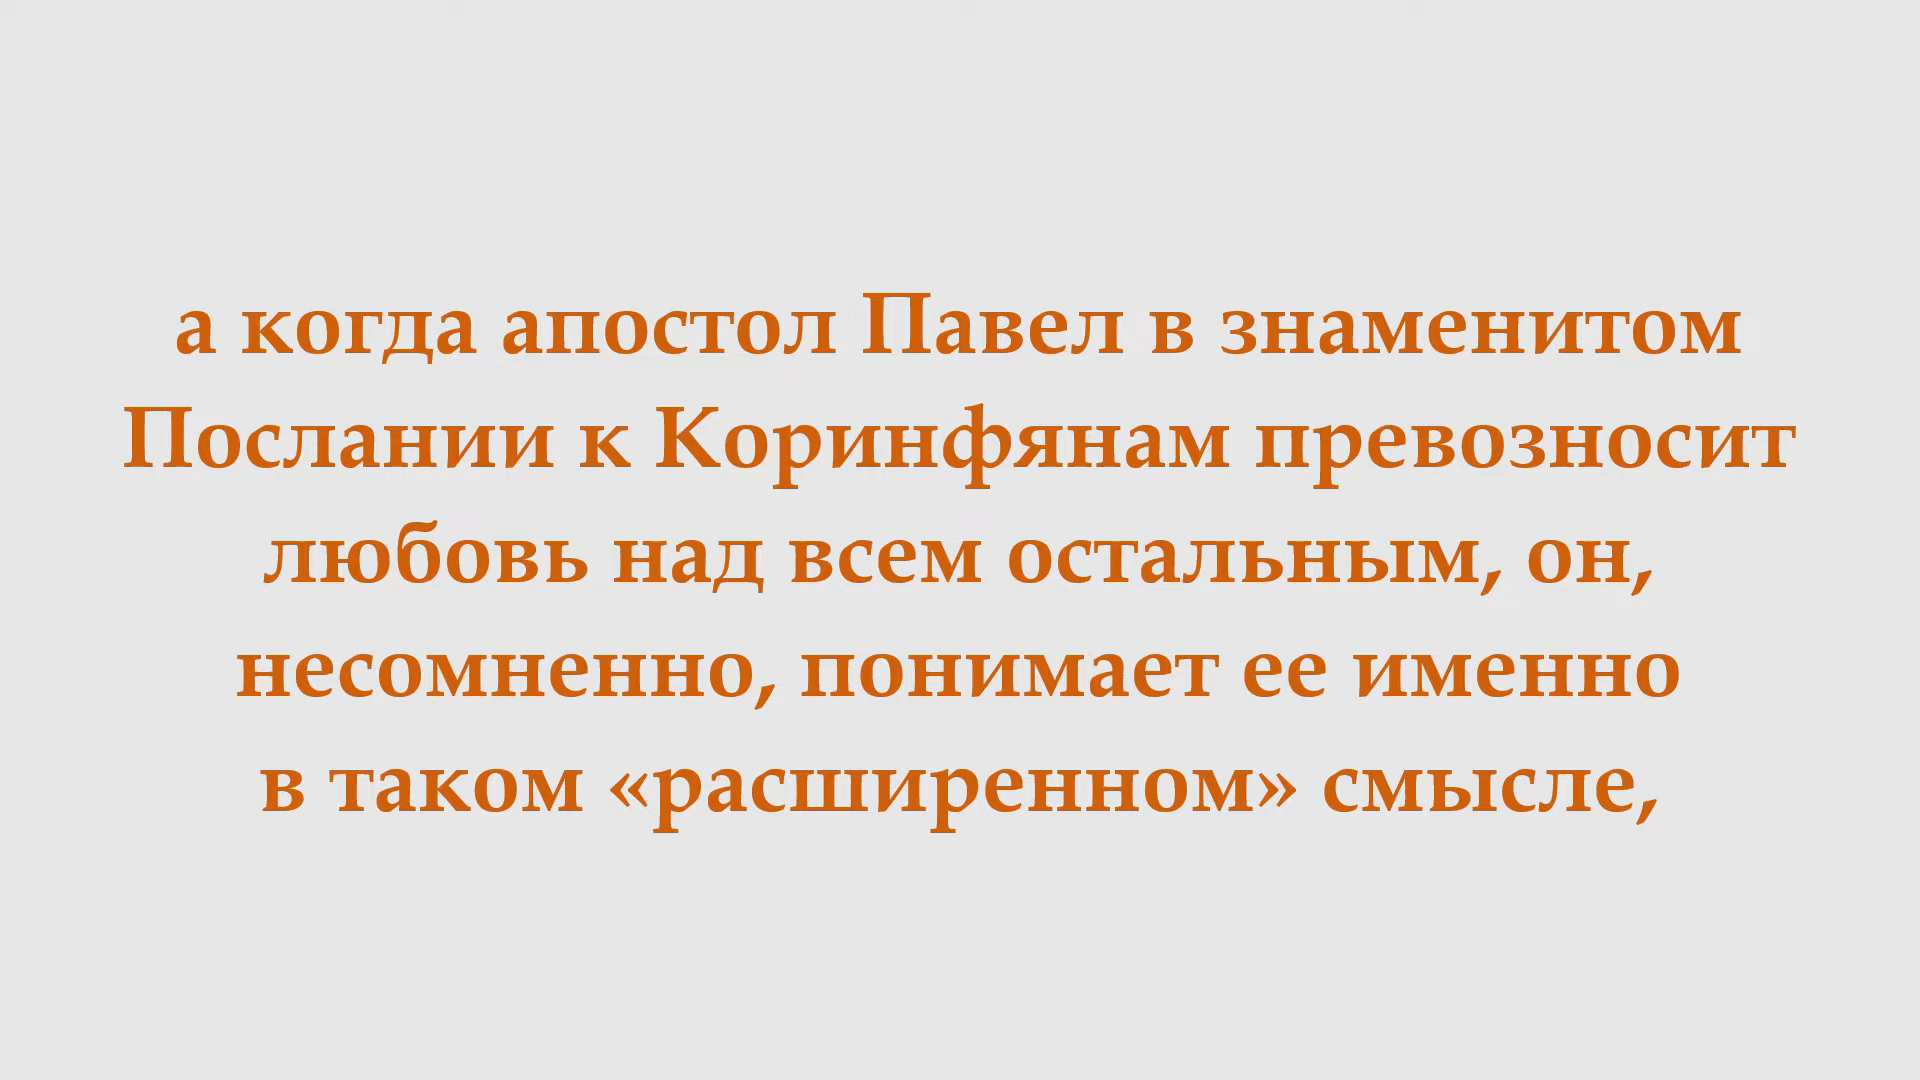 а когда апостол Павел в знаменитом
Послании к Коринфянам превозносит
любовь над всем остальным, он,
несомненно, понимает ее именно
в таком «расширенном» смысле,